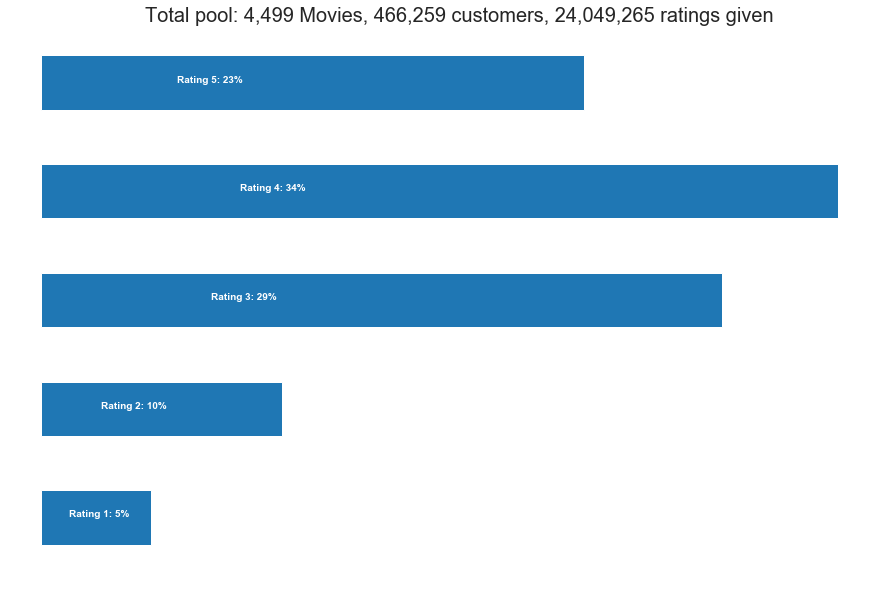 Total pool: 4,499 Movies, 466,259 customers, 24,049,265 ratings given
Rating 5: 23%
Rating 4: 34%
Rating 3: 29%
Rating 2: 10%
Rating 1: 5%